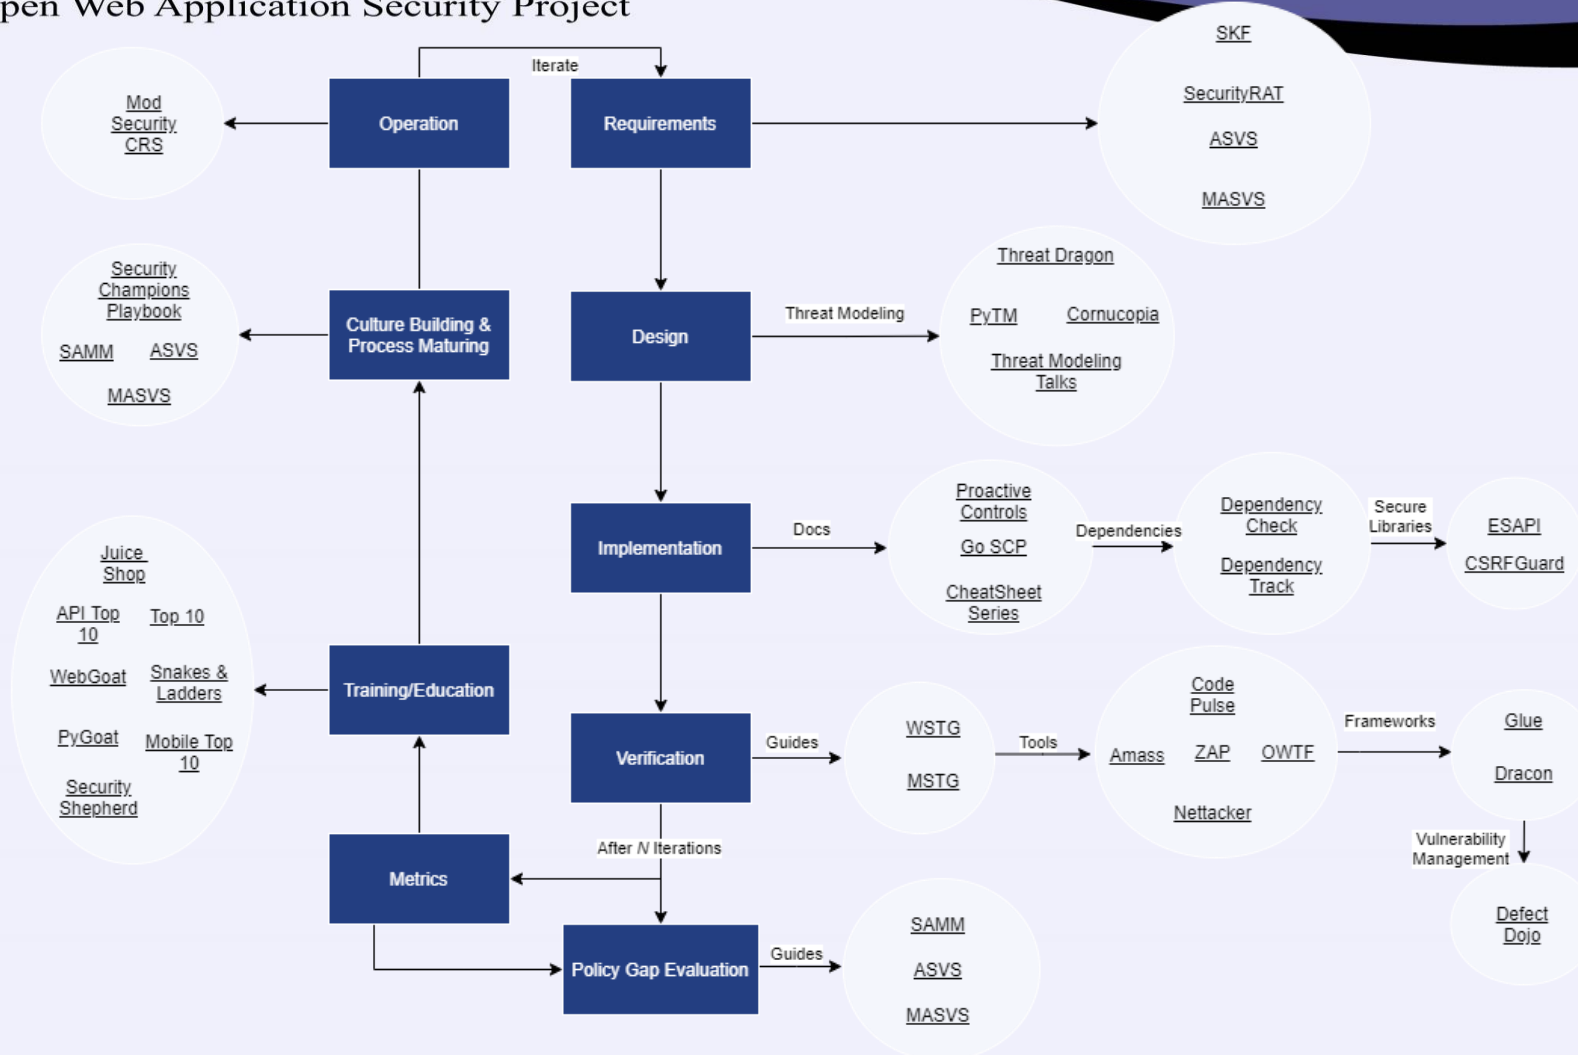 pen Web Application Security Project
Iterate
Operation
Requirements
Mod
Security
CRS
SKF
SecurityRAT
ASVS
MASVS
Security
Champions
Playbook
SAMM ASVS
MASVS
Culture Building &
Process Maturing
Design
Threat Modeling
Threat Dragon
PyTM Cornucopia
Threat Modeling
Talks
Implementation
Docs
Proactive
Controls
Go SCP
CheatSheet
Series
Dependencies
Dependency
Check
Dependency
Track
Secure
Libraries
ESAPI
CSRFGuard
Juice
Shop
API Top
10
Top 10
WebGoat
Snakes &
Ladders
PyGoat
Mobile Top
10
Security
Shepherd
Training/Education
Verification
Guides
WSTG
MSTG
Tools
Code
Pulse
Amass ZAP OWTF
Nettacker
Frameworks
Glue
Dracon
Vulnerability
Management
Defect
Dojo
After N Iterations
Metrics
Policy Gap Evaluation
Guides
SAMM
ASVS
MASVS